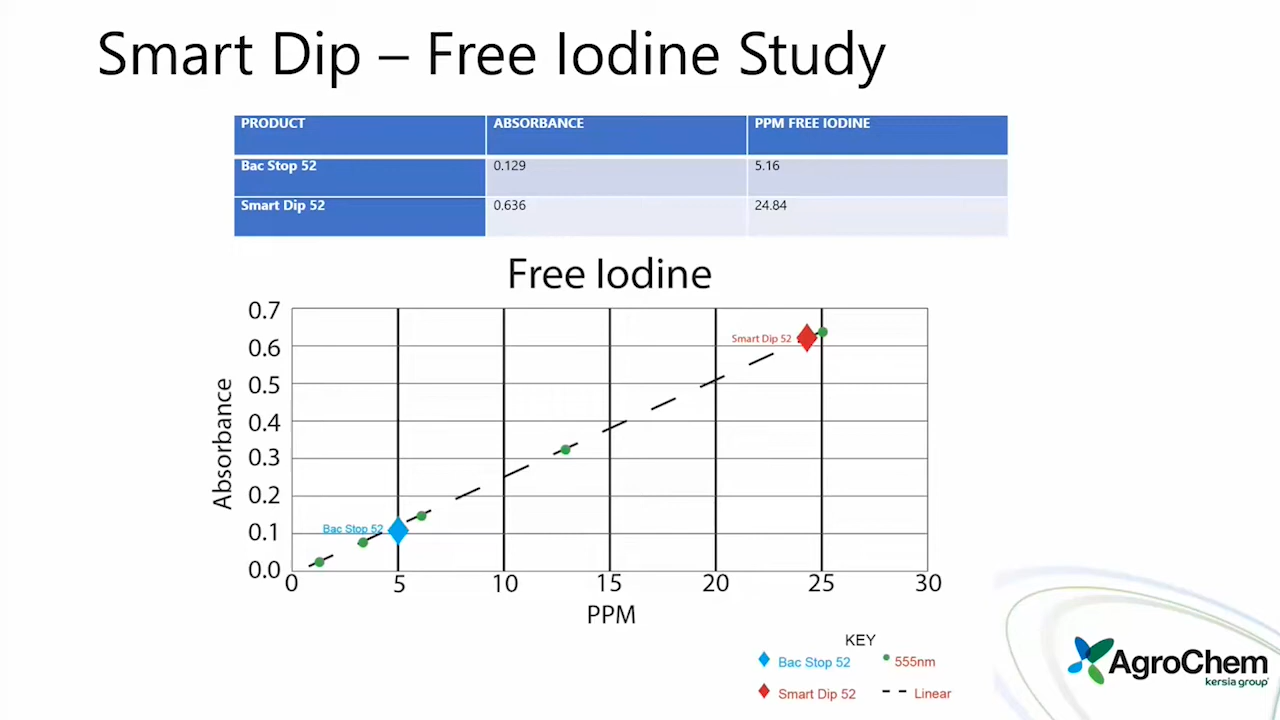 Smart Dip – Free Iodine Study
PRODUCT ABSORBANCE PPM FREE IODINE
Bac Stop 52 0.129 5.16
Smart Dip 52 0.636 24.84
Free Iodine
0.7
0.6
0.5
0.4
0.3
0.2
0.1
0.0
Absorbance
Smart Dip 52
Bac Stop 52
0 5 10 15 20 25 30
PPM
KEY
Bac Stop 52 555nm
Smart Dip 52 Linear
AgroChem
kersia group